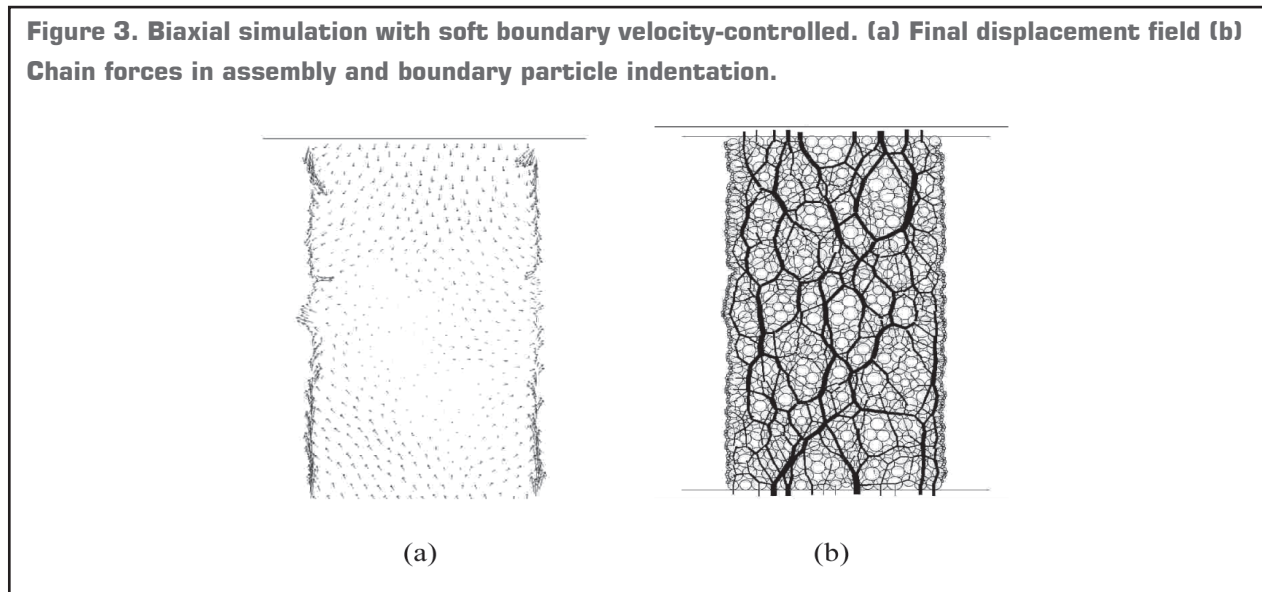 Figure 3. Biaxial simulation with soft boundary velocity-controlled. (a) Final displacement field (b)
Chain forces in assembly and boundary particle indentation.
(a)
(b)